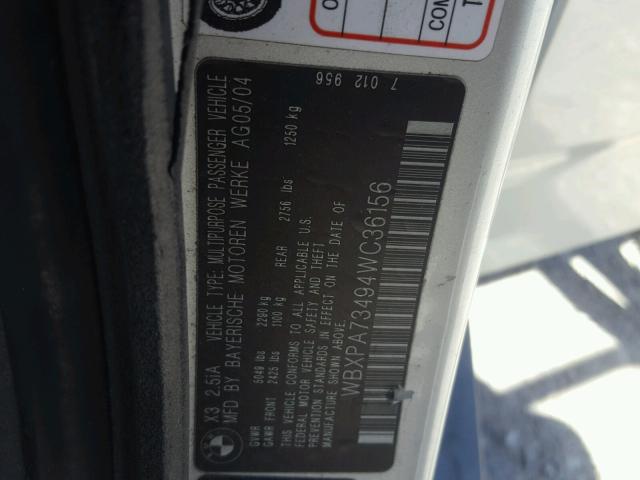 X3 2.5IA VEHICLE TYPE: MULTIPURPOSE PASSENGER VEHICLE
MFD BY BAYERISCHE MOTOREN WERKE AG05/04
GVWR 5049 lbs 2290 kg
GAWR FRONT 2425 lbs 1100 kg REAR 2756 lbs 1250 kg
THIS VEHICLE CONFORMS TO ALL APPLICABLE U.S.
FEDERAL MOTOR VEHICLE SAFETY AND THEFT
PREVENTION STANDARDS IN EFFECT ON THE DATE OF
MANUFACTURE SHOWN ABOVE.
7 012 956
WBXPA73494WC36156